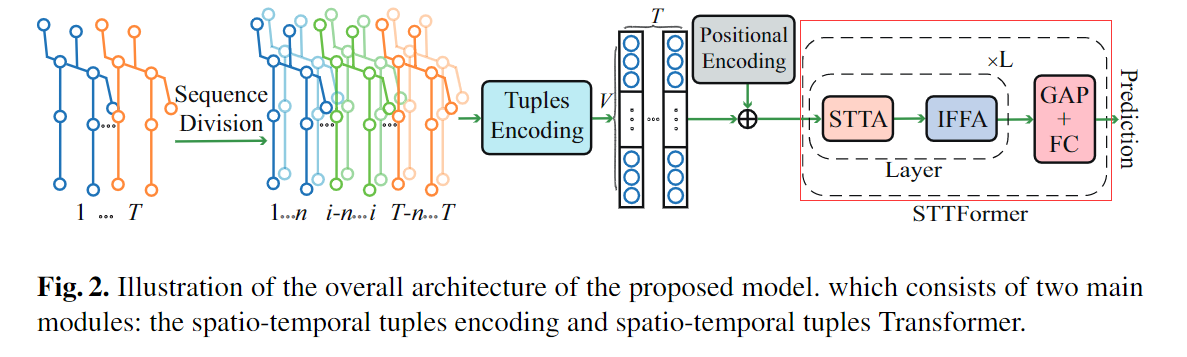 Sequence
Division
1 ... T
1...n i-n...i T-n...T
Tuples
Encoding
T
V
Positional
Encoding
STTA
IFFA
Layer
×L
GAP
+
FC
STTFormer
Prediction
Fig. 2. Illustration of the overall architecture of the proposed model. which consists of two main
modules: the spatio-temporal tuples encoding and spatio-temporal tuples Transformer.